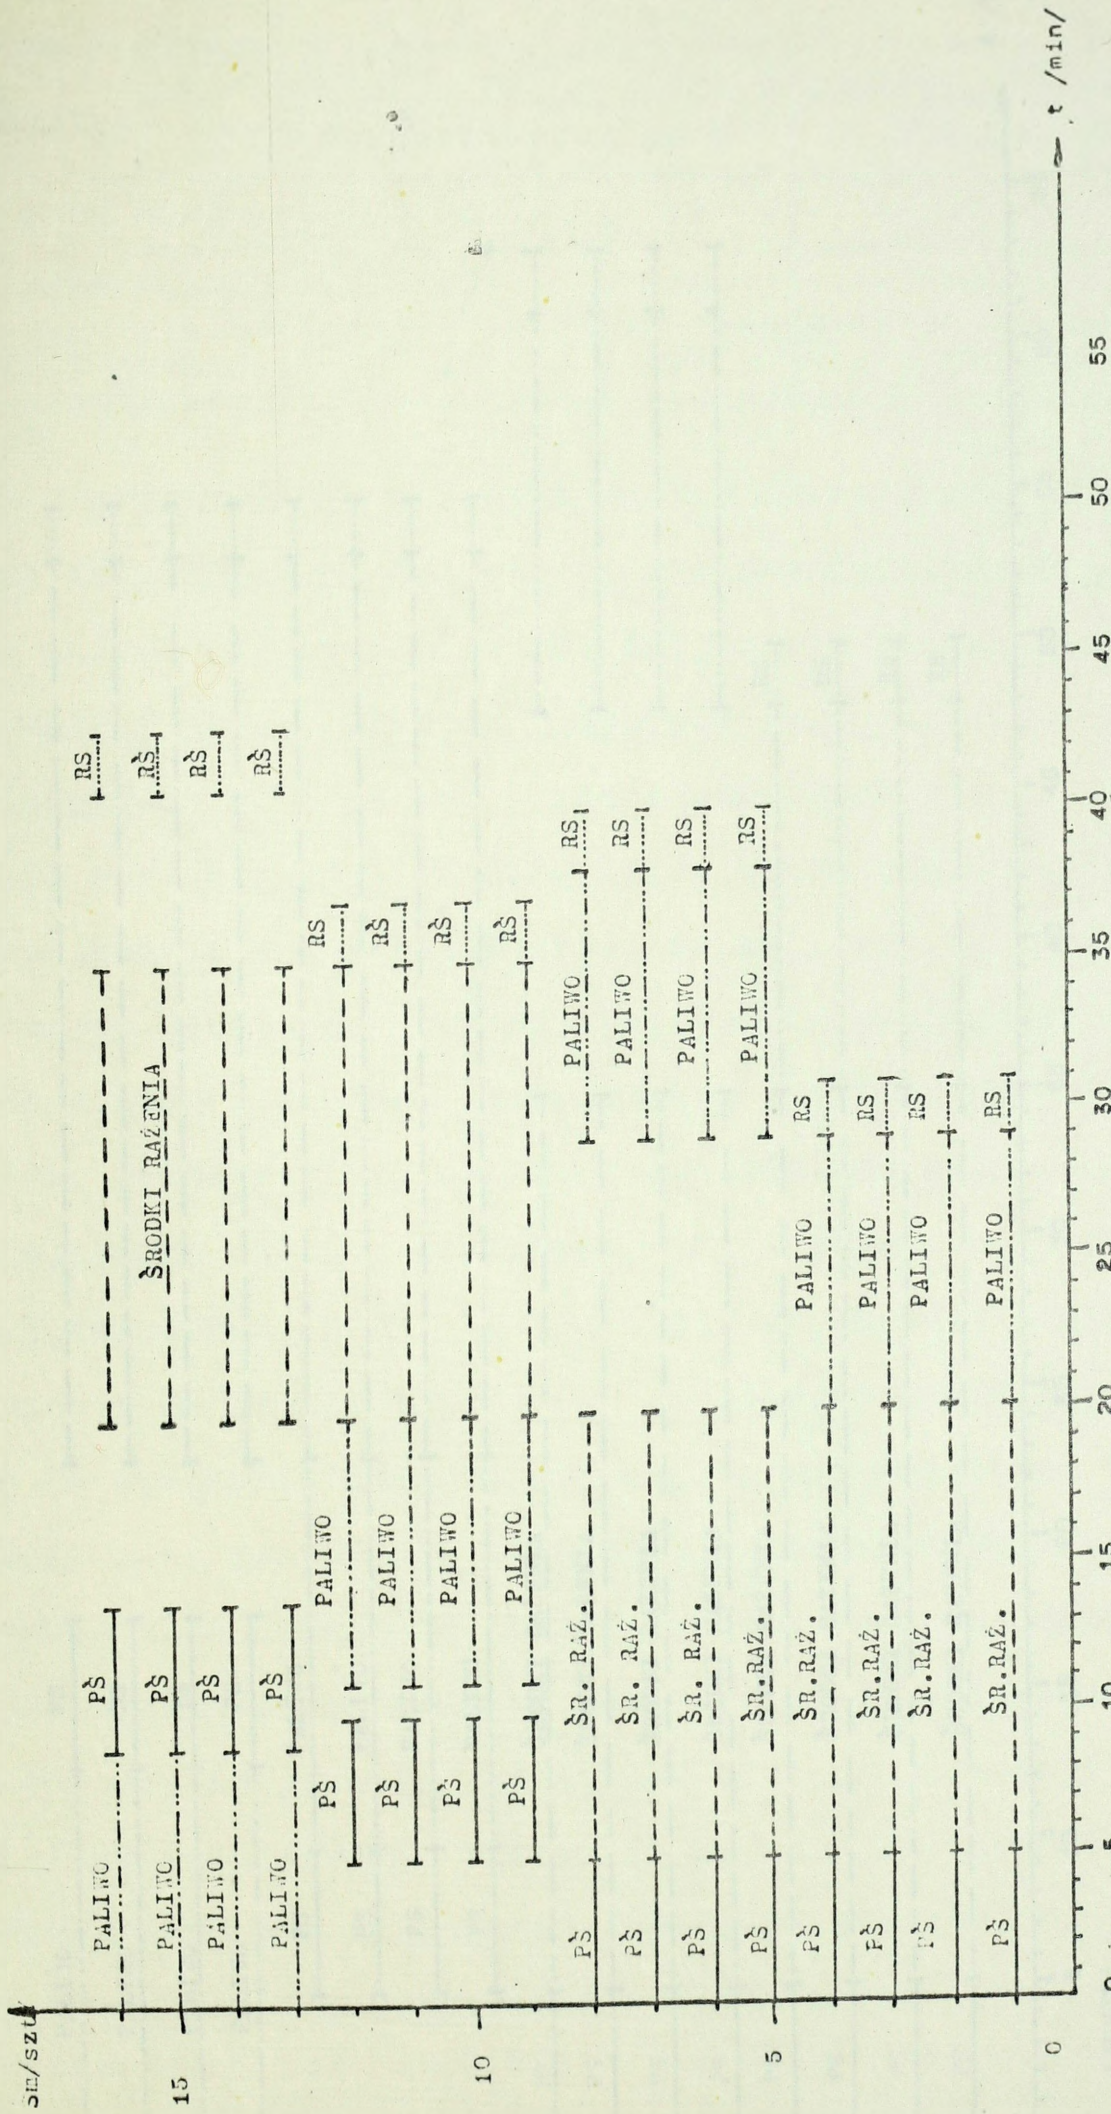 Sm/szt
PALIWO PŚ RS
15 PALIWO PŚ ŚRODKI RAŻENIA RŚ
PALIWO PŚ RŚ
PALIWO PŚ RŚ
PŚ PALIWO RS
PŚ PALIWO RŚ
10 PŚ PALIWO RŚ
PŚ PALIWO RŚ
PŚ ŚR. RAŻ. PALIWO RS
PŚ ŚR. RAŻ. PALIWO RS
PŚ ŚR. RAŻ. PALIWO RS
5 PŚ ŚR.RAŻ. PALIWO RS
PŚ ŚR.RAŻ. PALIWO RS
PŚ ŚR.RAŻ. PALIWO RS
PŚ ŚR.RAŻ. PALIWO RS
PŚ ŚR.RAŻ. PALIWO RS
0 t /min/
0 5 10 15 20 25 30 35 40 45 50 55